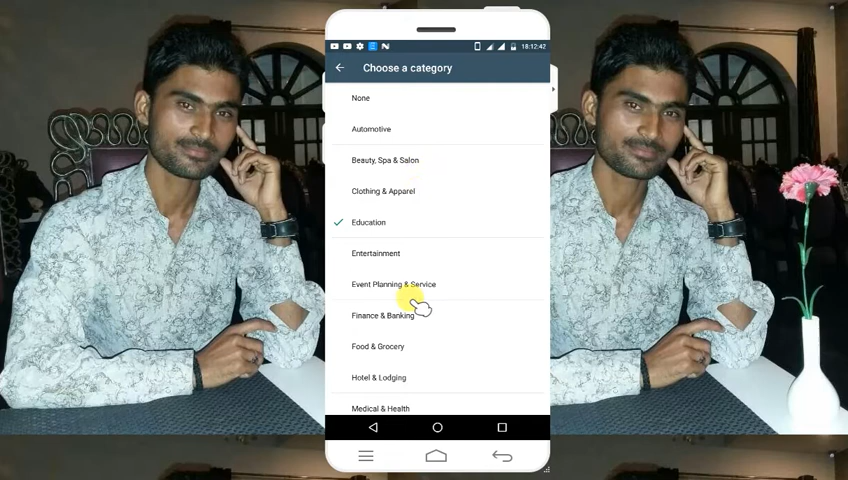 18:12:42
Choose a category
None
Automotive
Beauty, Spa & Salon
Clothing & Apparel
Education
Entertainment
Event Planning & Service
Finance & Banking
Food & Grocery
Hotel & Lodging
Medical & Health